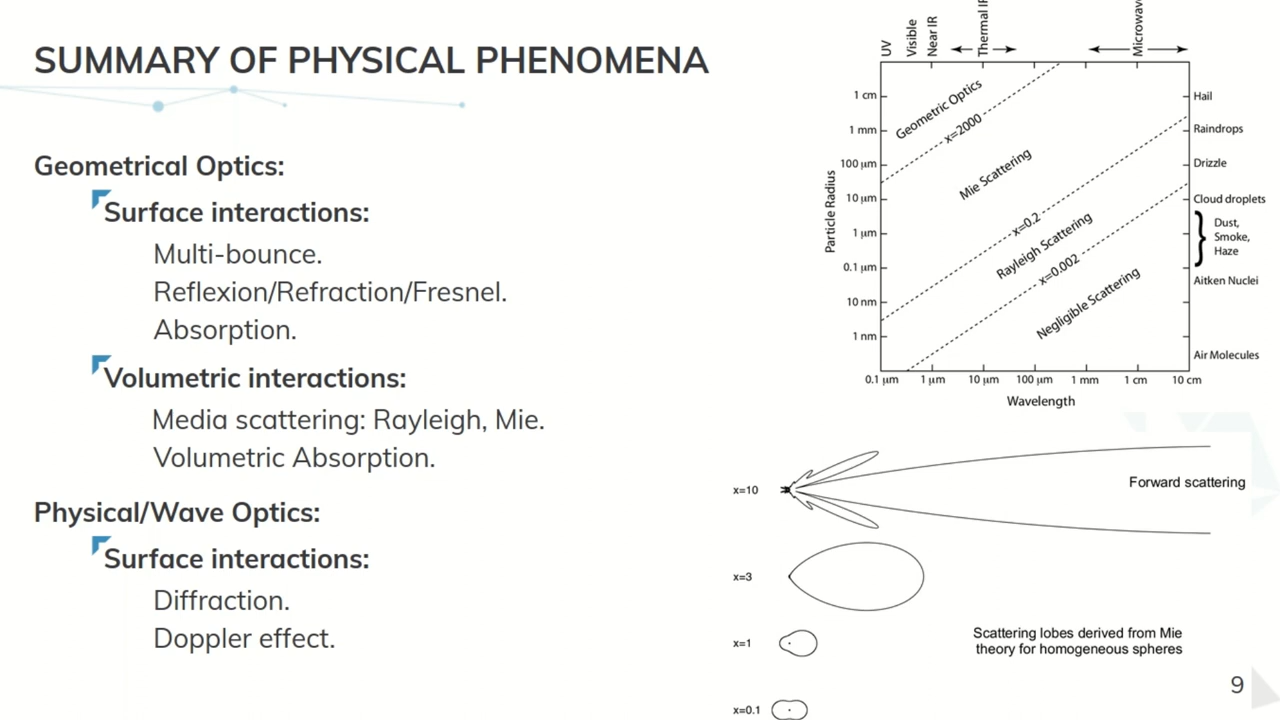 SUMMARY OF PHYSICAL PHENOMENA
Geometrical Optics:
Surface interactions:
Multi-bounce.
Reflexion/Refraction/Fresnel.
Absorption.
Volumetric interactions:
Media scattering: Rayleigh, Mie.
Volumetric Absorption.
Physical/Wave Optics:
Surface interactions:
Diffraction.
Doppler effect.
UV
Visible
Near IR
Thermal IR
Microwave
Particle Radius
1 cm
1 mm
100 µm
10 µm
1 µm
0.1 µm
10 nm
1 nm
Geometric Optics
x=2000
Mie Scattering
x=0.2
Rayleigh Scattering
x=0.002
Negligible Scattering
Hail
Raindrops
Drizzle
Cloud droplets
Dust,
Smoke,
Haze
Aitken Nuclei
Air Molecules
0.1 µm 1 µm 10 µm 100 µm 1 mm 1 cm 10 cm
Wavelength
x=10
Forward scattering
x=3
x=1
Scattering lobes derived from Mie
theory for homogeneous spheres
x=0.1
9